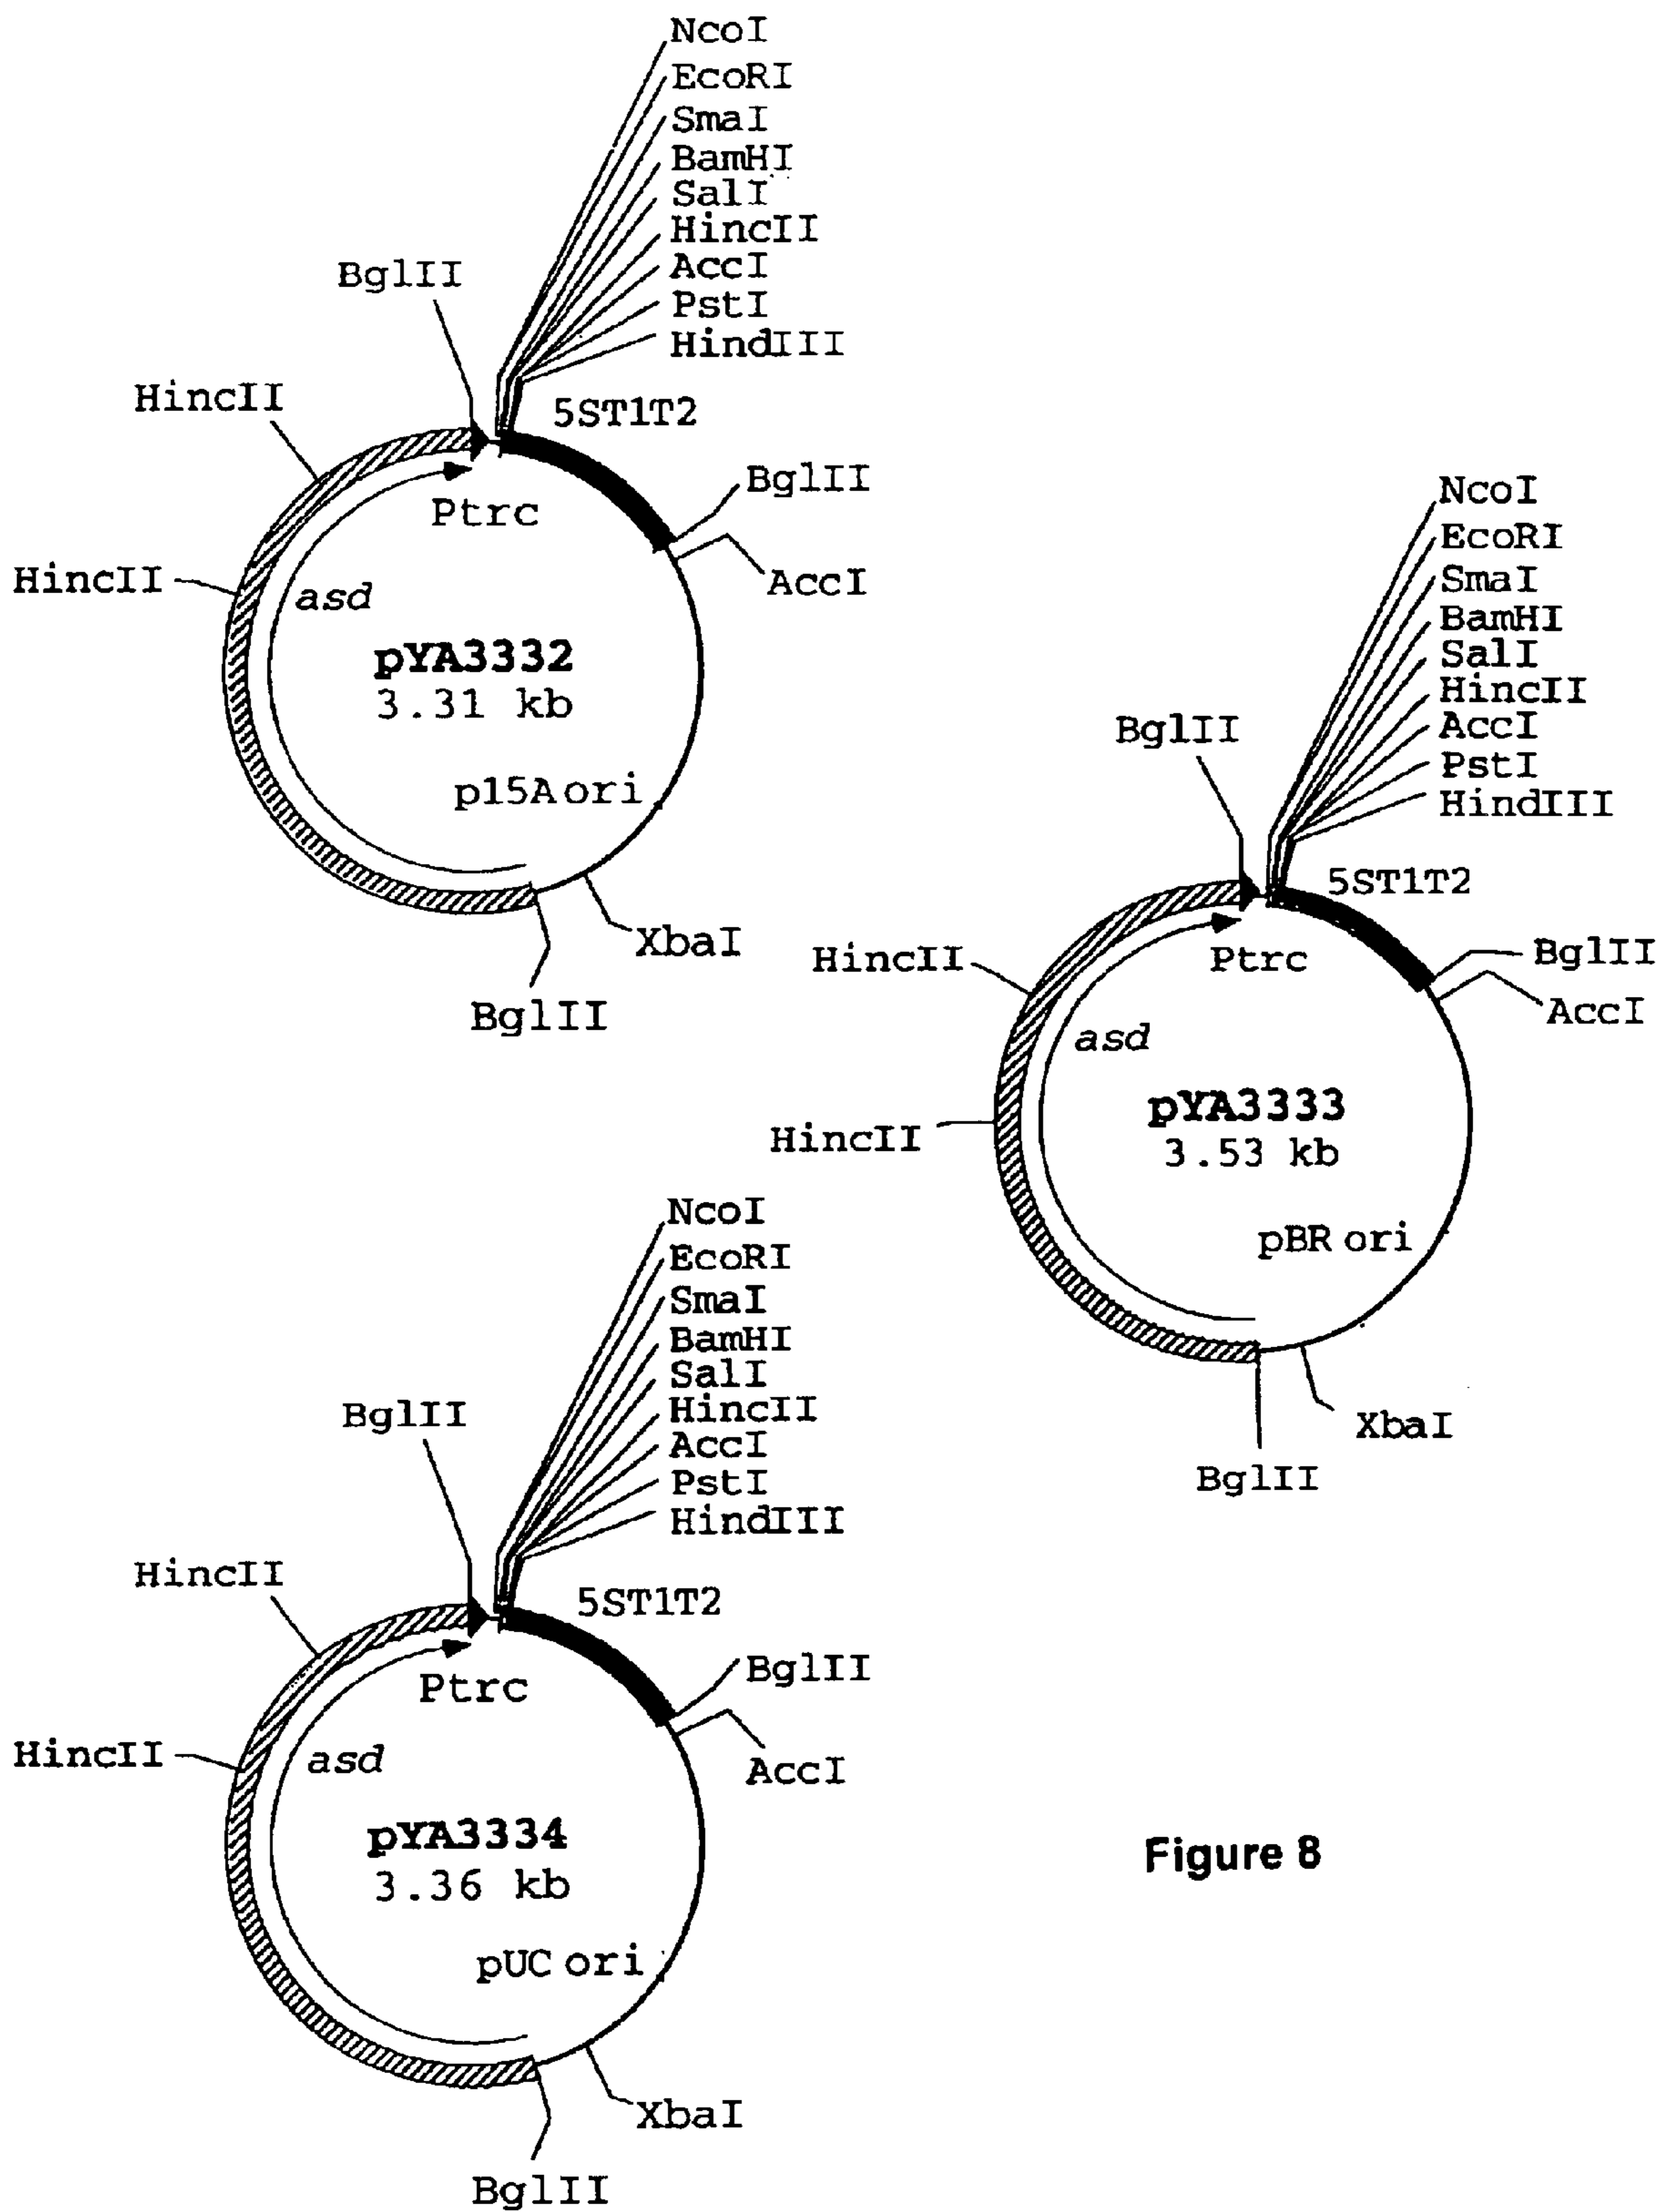 NcoI
EcoRI
SmaI
BamHI
SalI
HincII
AccI
PstI
HindIII
BglII
HincII
5ST1T2
BglII
Ptrc
AccI
HincII
asd
pYA3332
3.31 kb
p15A ori
XbaI
BglII
NcoI
EcoRI
SmaI
BamHI
SalI
HincII
AccI
PstI
HindIII
BglII
5ST1T2
HincII
Ptrc
BglII
AccI
asd
pYA3333
3.53 kb
HincII
pBR ori
XbaI
BglII
NcoI
EcoRI
SmaI
BamHI
SalI
HincII
AccI
PstI
HindIII
BglII
HincII
5ST1T2
BglII
Ptrc
HincII
asd
AccI
pYA3334
3.36 kb
pUC ori
XbaI
BglII
Figure 8